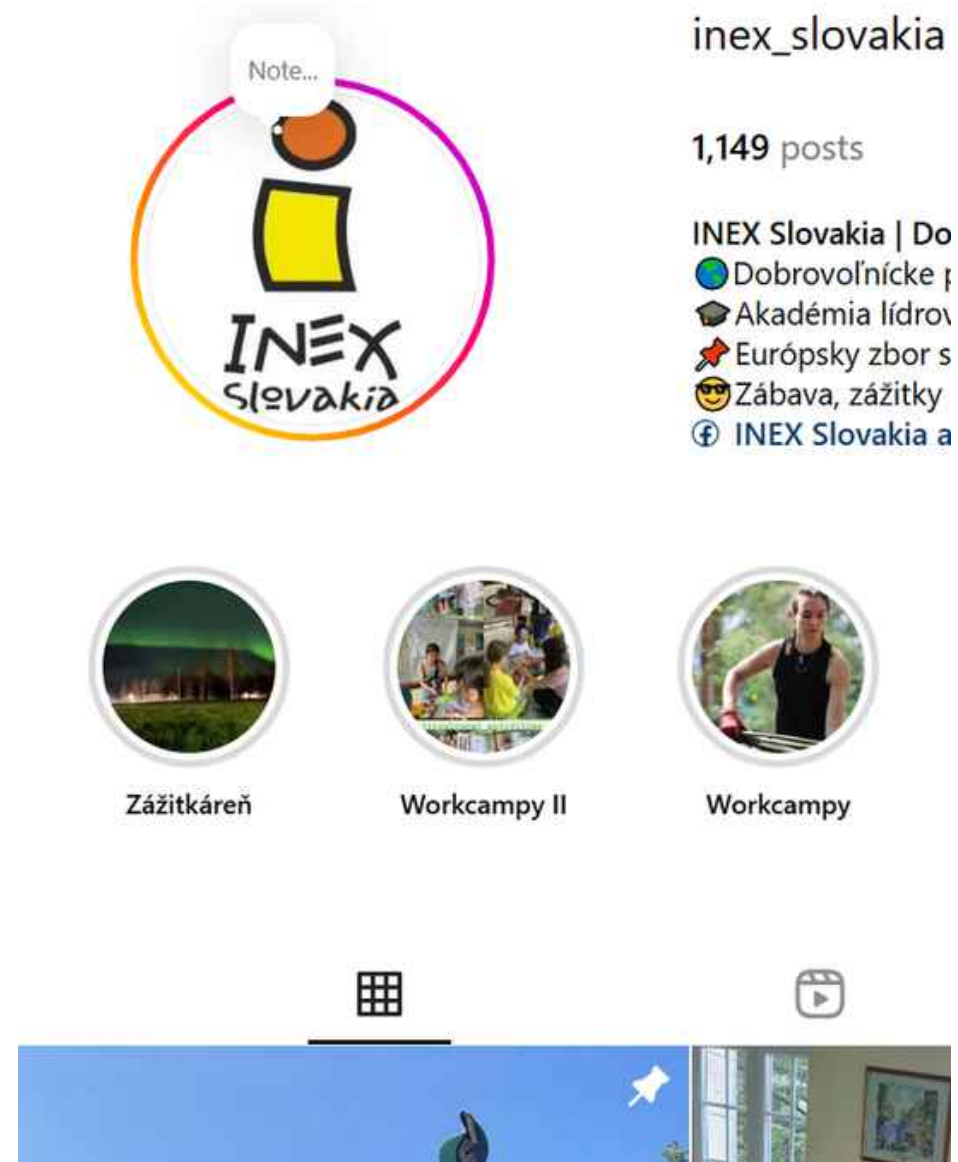 Note...
INEX
Slovakia
inex_slovakia
1,149 posts
INEX Slovakia | Do
Dobrovoľnícke p
Akadémia lídrov
Európsky zbor s
Zábava, zážitky
INEX Slovakia a
Zážitkáreň
Workcampy II
Workcampy